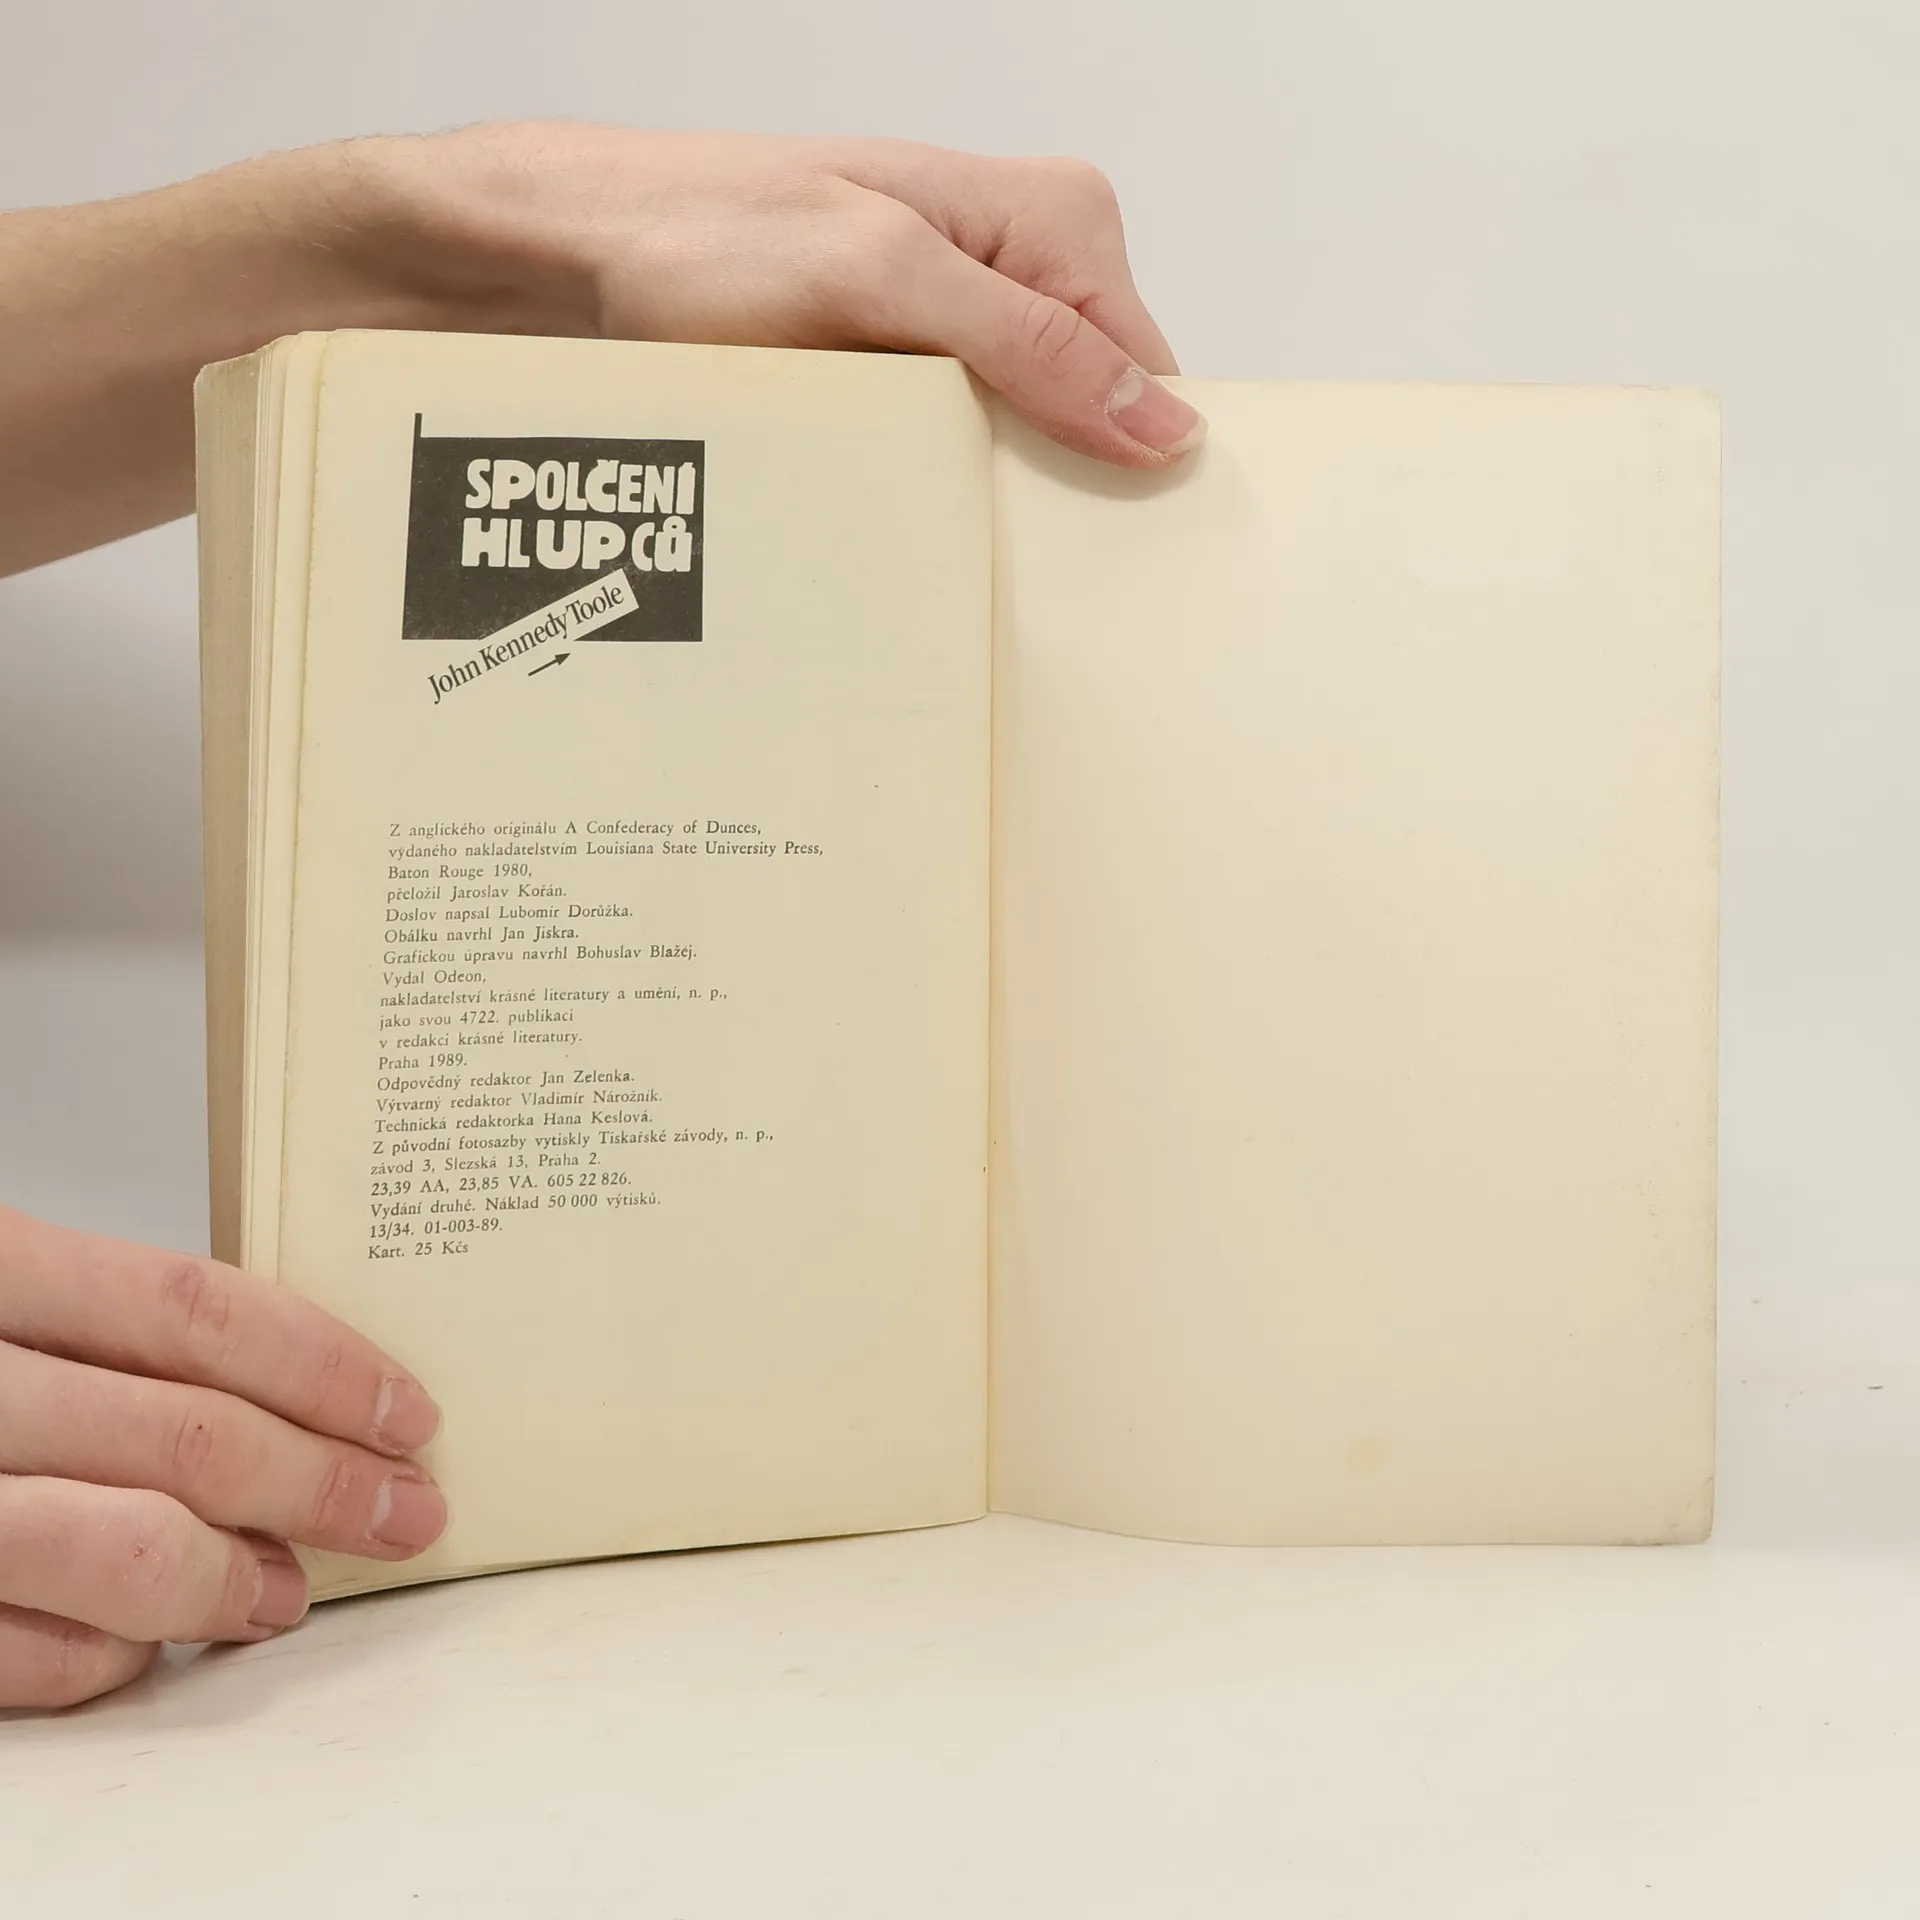 SPOLČENÍ
HLUPCŮ
John Kennedy Toole
Z anglického originálu A Confederacy of Dunces,
vydaného nakladatelstvím Louisiana State University Press,
Baton Rouge 1980,
přeložil Jaroslav Kořán.
Doslov napsal Lubomír Dorůžka.
Obálku navrhl Jan Jiskra.
Grafickou úpravu navrhl Bohuslav Blažej.
Vydal Odeon,
nakladatelství krásné literatury a umění, n. p.,
jako svou 4722. publikaci
v redakci krásné literatury.
Praha 1989.
Odpovědný redaktor Jan Zelenka.
Výtvarný redaktor Vladimír Nárožník.
Technická redaktorka Hana Keslová.
Z původní fotosazby vytiskly Tiskařské závody, n. p.,
závod 3, Slezská 13, Praha 2.
23,39 AA, 23,85 VA. 605 22 826.
Vydání druhé. Náklad 50 000 výtisků.
13/34. 01-003-89.
Kart. 25 Kčs